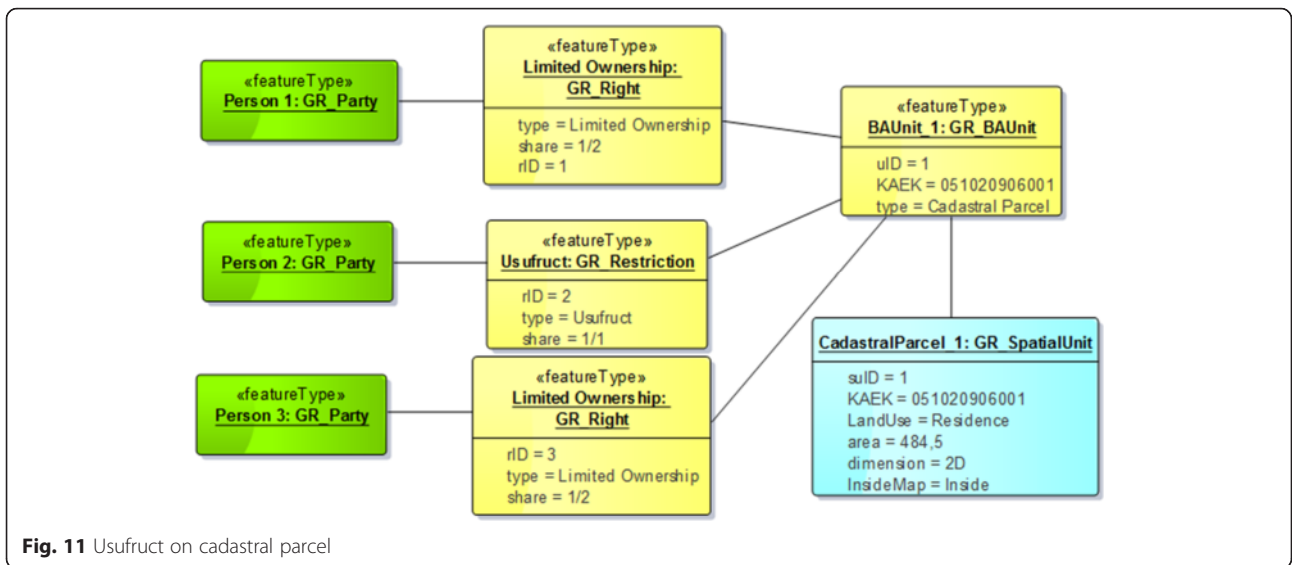 «featureType»
Person 1: GR_Party
«featureType»
Limited Ownership:
GR_Right
type = Limited Ownership
share = 1/2
rID = 1
«featureType»
BAUnit_1: GR_BAUnit
uID = 1
KAEK = 051020906001
type = Cadastral Parcel
«featureType»
Person 2: GR_Party
«featureType»
Usufruct: GR_Restriction
rID = 2
type = Usufruct
share = 1/1
CadastralParcel_1: GR_SpatialUnit
suID = 1
KAEK = 051020906001
LandUse = Residence
area = 484,5
dimension = 2D
InsideMap = Inside
«featureType»
Person 3: GR_Party
«featureType»
Limited Ownership:
GR_Right
rID = 3
type = Limited Ownership
share = 1/2
Fig. 11 Usufruct on cadastral parcel